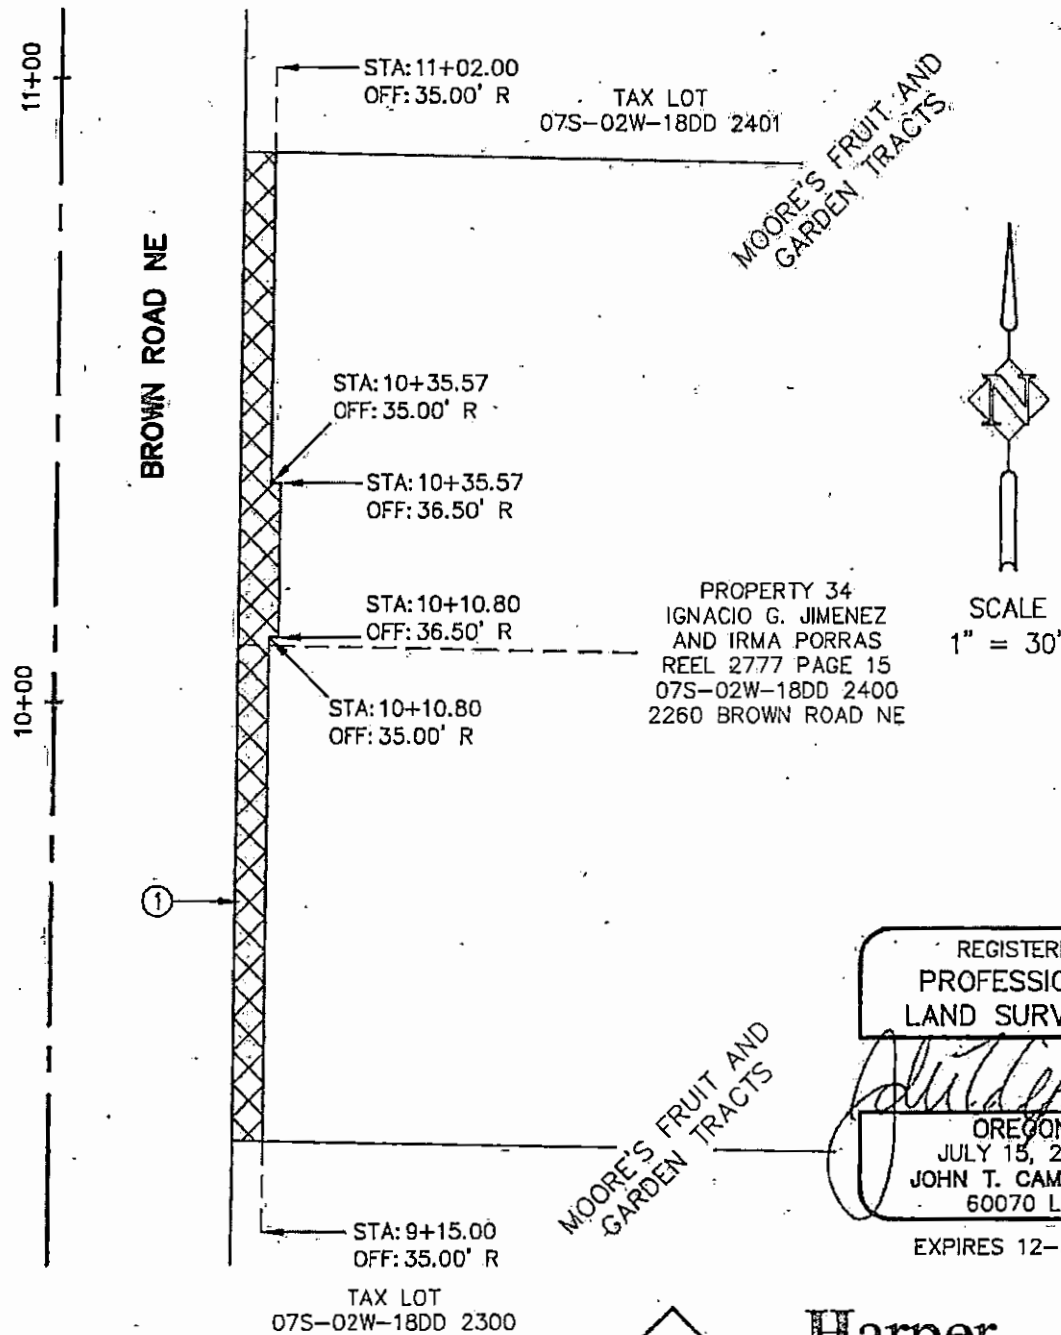 11+00
STA: 11+02.00
OFF: 35.00' R
TAX LOT
07S-02W-18DD 2401
MOORE'S FRUIT AND
GARDEN TRACTS
BROWN ROAD NE
STA: 10+35.57
OFF: 35.00' R
STA: 10+35.57
OFF: 36.50' R
N
SCALE
1" = 30'
STA: 10+10.80
OFF: 36.50' R
PROPERTY 34
IGNACIO G. JIMENEZ
AND IRMA PORRAS
REEL 2777 PAGE 15
07S-02W-18DD 2400
2260 BROWN ROAD NE
10+00
STA: 10+10.80
OFF: 35.00' R
1
MOORE'S FRUIT AND
GARDEN TRACTS
LAND
OREGON
JULY 15,
JOHN T.
60070
EXPIRES 12-
STA: 9+15.00
OFF: 35.00' R
TAX LOT
07S-02W-18DD 2300
Harper